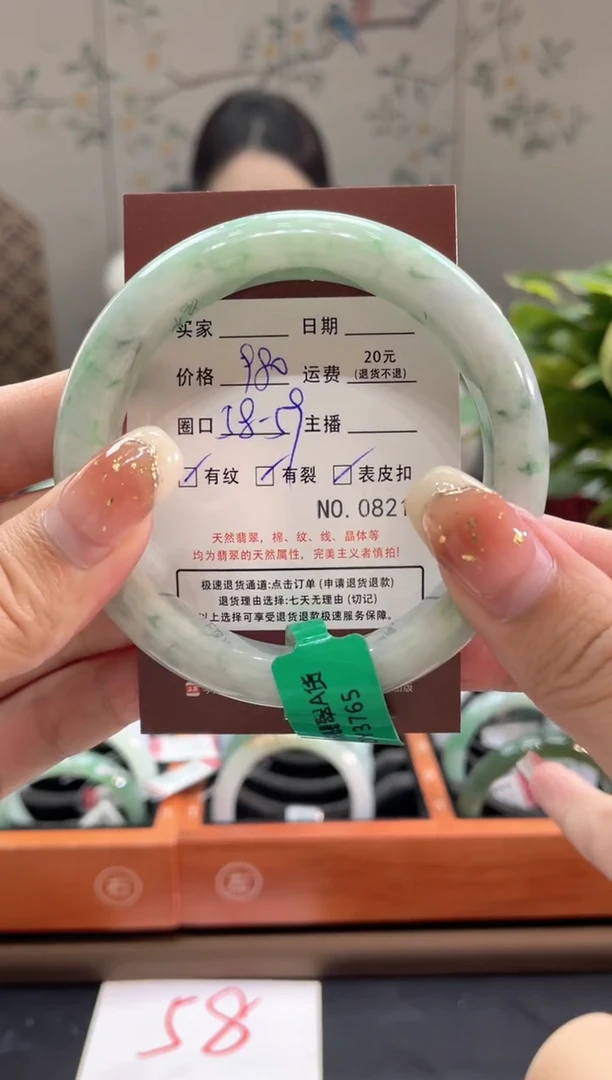 买家 日期
价格 980 运费 20元
(退货不退)
圈口 58-59 主播
有纹 有裂 表皮扣
NO.0821
天然翡翠，棉、纹、线、晶体等
均为翡翠的天然属性，完美主义者慎拍!
极速退货通道:点击订单(申请退货退款)
退货理由选择:七天无理由(切记)
以上选择可享受退货退款极速服务保障。
翡翠A货
3765
58